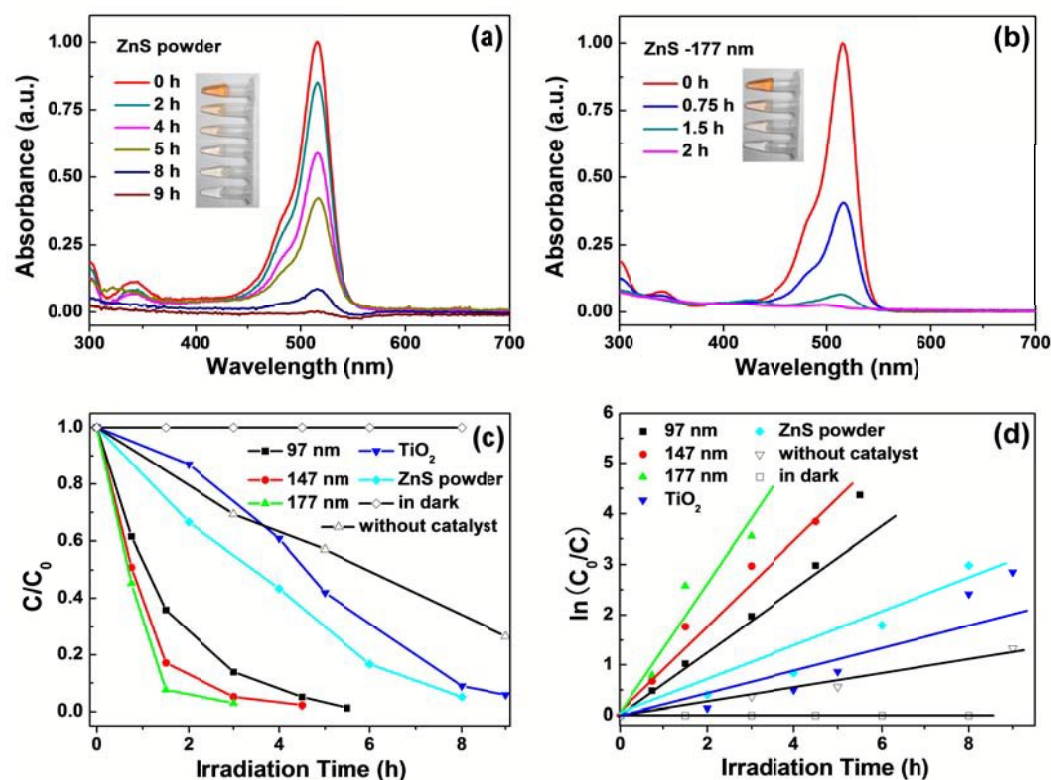 (a)
ZnS powder
0 h
2 h
4 h
5 h
8 h
9 h
Absorbance (a.u.)
1.00
0.75
0.50
0.25
0.00
300 400 500 600 700
Wavelength (nm)
(b)
ZnS -177 nm
0 h
0.75 h
1.5 h
2 h
Absorbance (a.u.)
1.00
0.75
0.50
0.25
0.00
300 400 500 600 700
Wavelength (nm)
(c)
97 nm
147 nm
177 nm
TiO2
ZnS powder
in dark
without catalyst
C/C0
1.0
0.8
0.6
0.4
0.2
0.0
0 2 4 6 8
Irradiation Time (h)
(d)
97 nm
147 nm
177 nm
ZnS powder
without catalyst
in dark
TiO2
ln (C0/C)
6
5
4
3
2
1
0
0 2 4 6 8
Irradiation Time (h)